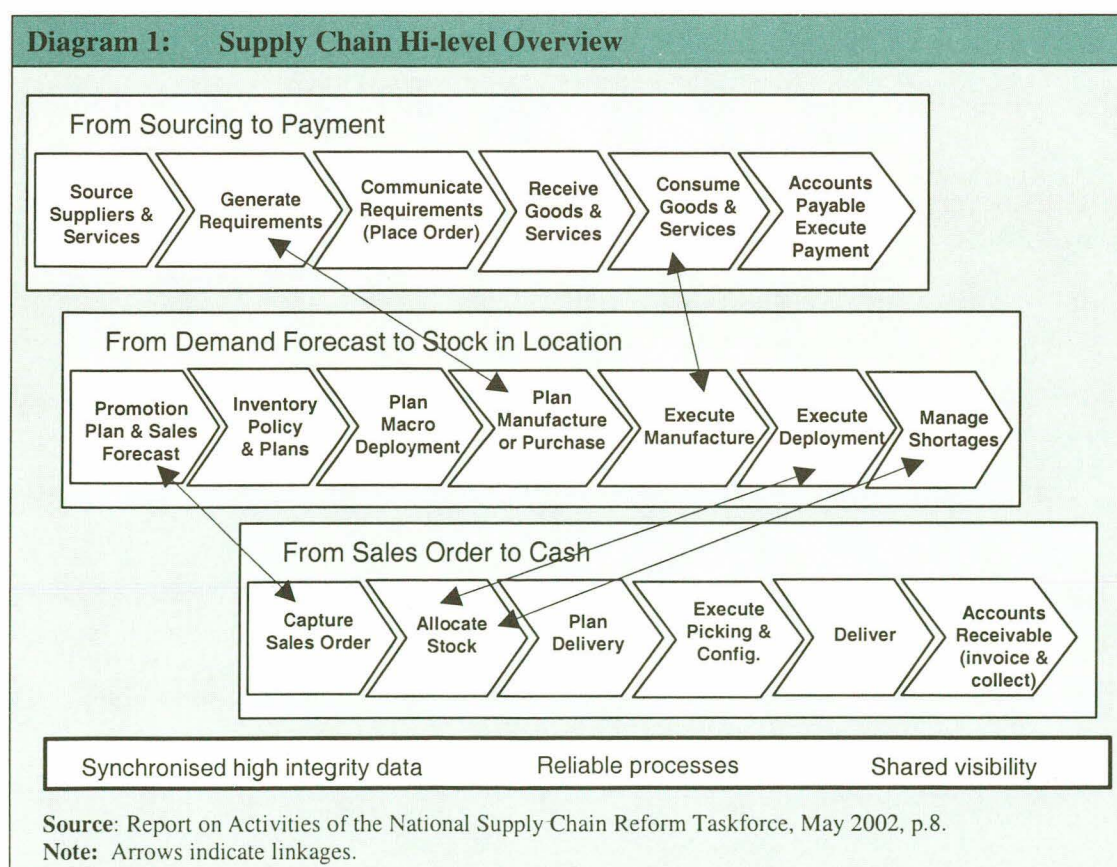 Diagram 1: Supply Chain Hi-level Overview
From Sourcing to Payment
Source
Suppliers &
Services
Generate
Requirements
Communicate
Requirements
(Place Order)
Receive
Goods &
Services
Consume
Goods &
Services
Accounts
Payable
Execute
Payment
From Demand Forecast to Stock in Location
Promotion
Plan & Sales
Forecast
Inventory
Policy
& Plans
Plan
Macro
Deployment
Plan
Manufacture
or Purchase
Execute
Manufacture
Execute
Deployment
Manage
Shortages
From Sales Order to Cash
Capture
Sales Order
Allocate
Stock
Plan
Delivery
Execute
Picking &
Config.
Deliver
Accounts
Receivable
(invoice &
collect)
Synchronised high integrity data Reliable processes Shared visibility
Source: Report on Activities of the National Supply Chain Reform Taskforce, May 2002, p.8.
Note: Arrows indicate linkages.